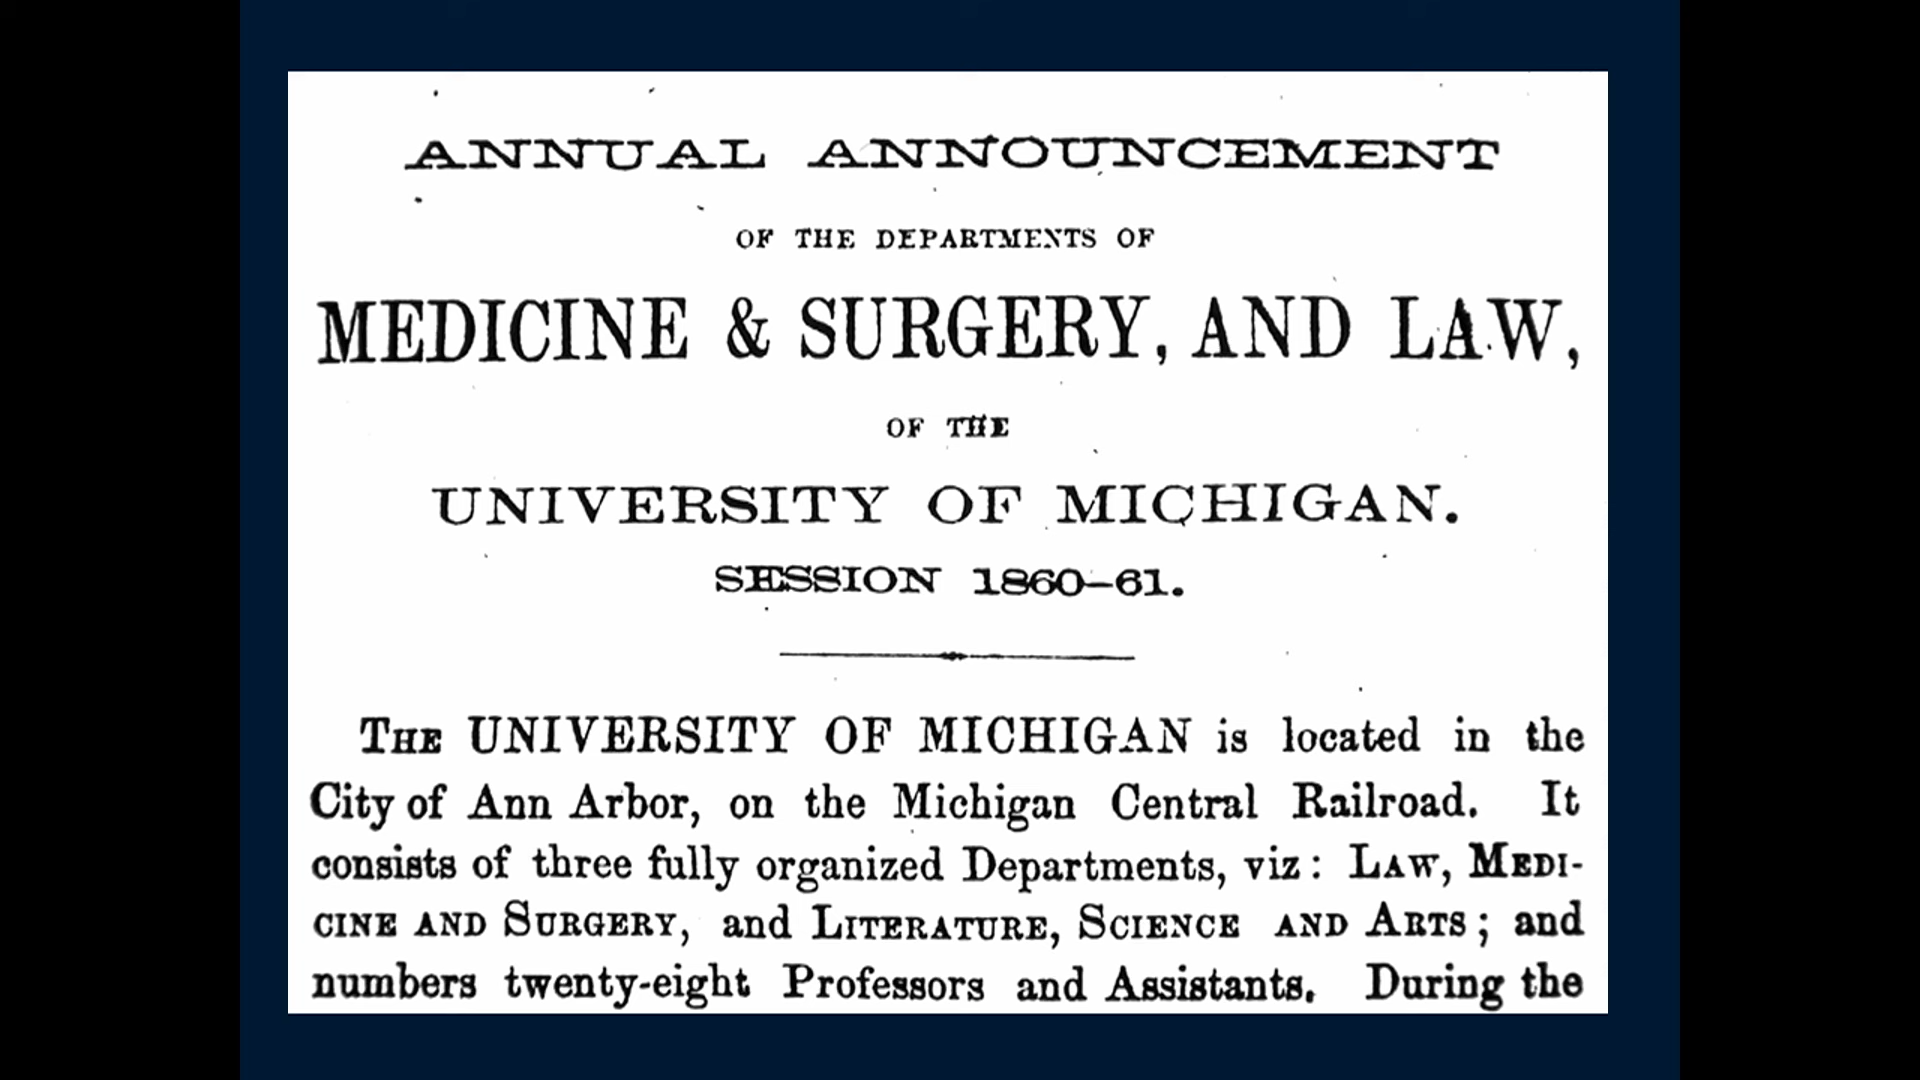 ANNUAL ANNOUNCEMENT
OF THE DEPARTMENTS OF
MEDICINE & SURGERY, AND LAW,
OF THE
UNIVERSITY OF MICHIGAN.
SESSION 1860–61.
THE UNIVERSITY OF MICHIGAN is located in the
City of Ann Arbor, on the Michigan Central Railroad. It
consists of three fully organized Departments, viz: LAW, MEDI-
CINE AND SURGERY, and LITERATURE, SCIENCE AND ARTS; and
numbers twenty-eight Professors and Assistants. During the